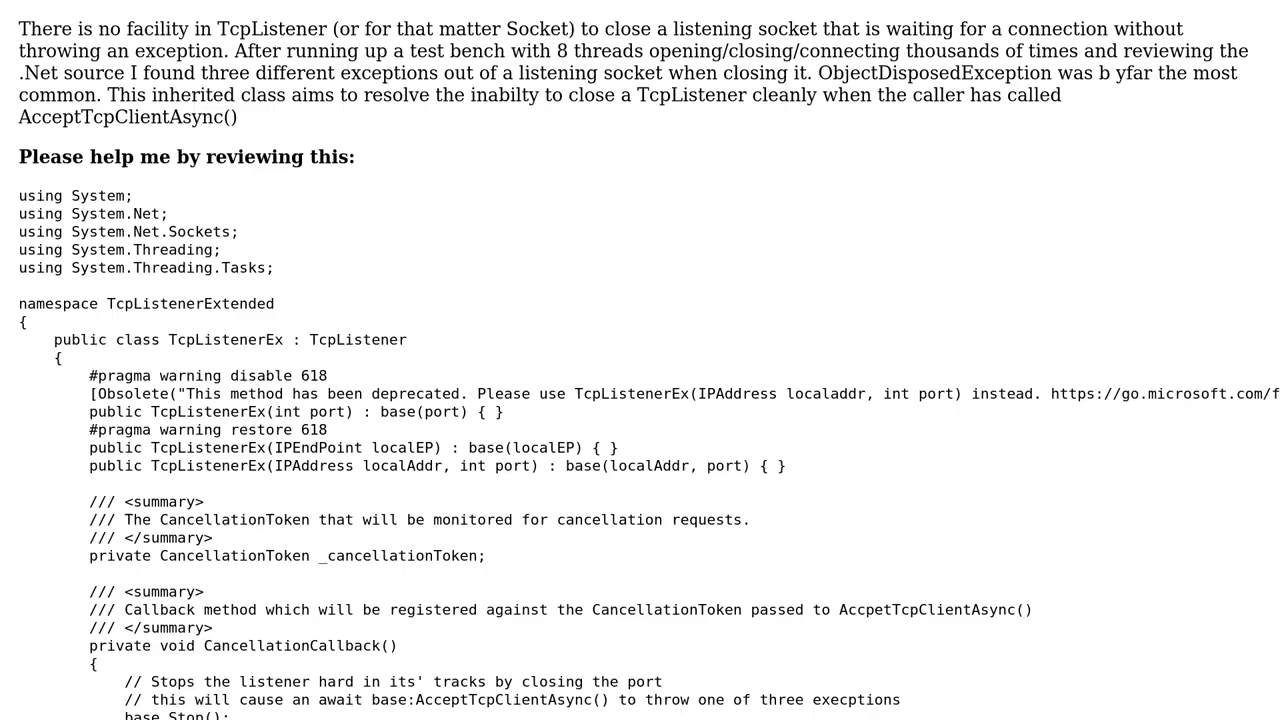 There is no facility in TcpListener (or for that matter Socket) to close a listening socket that is waiting for a connection without
throwing an exception. After running up a test bench with 8 threads opening/closing/connecting thousands of times and reviewing the
.Net source I found three different exceptions out of a listening socket when closing it. ObjectDisposedException was b yfar the most
common. This inherited class aims to resolve the inabilty to close a TcpListener cleanly when the caller has called
AcceptTcpClientAsync()
Please help me by reviewing this:
using System;
using System.Net;
using System.Net.Sockets;
using System.Threading;
using System.Threading.Tasks;
namespace TcpListenerExtended
{
    public class TcpListenerEx : TcpListener
    {
        #pragma warning disable 618
        [Obsolete("This method has been deprecated. Please use TcpListenerEx(IPAddress localaddr, int port) instead. https://go.microsoft.com/f
        public TcpListenerEx(int port) : base(port) { }
        #pragma warning restore 618
        public TcpListenerEx(IPEndPoint localEP) : base(localEP) { }
        public TcpListenerEx(IPAddress localAddr, int port) : base(localAddr, port) { }
        /// <summary>
        /// The CancellationToken that will be monitored for cancellation requests.
        /// </summary>
        private CancellationToken _cancellationToken;
        /// <summary>
        /// Callback method which will be registered against the CancellationToken passed to AccpetTcpClientAsync()
        /// </summary>
        private void CancellationCallback()
        {
            // Stops the listener hard in its' tracks by closing the port
            // this will cause an await base:AcceptTcpClientAsync() to throw one of three execptions
            base.Stop();